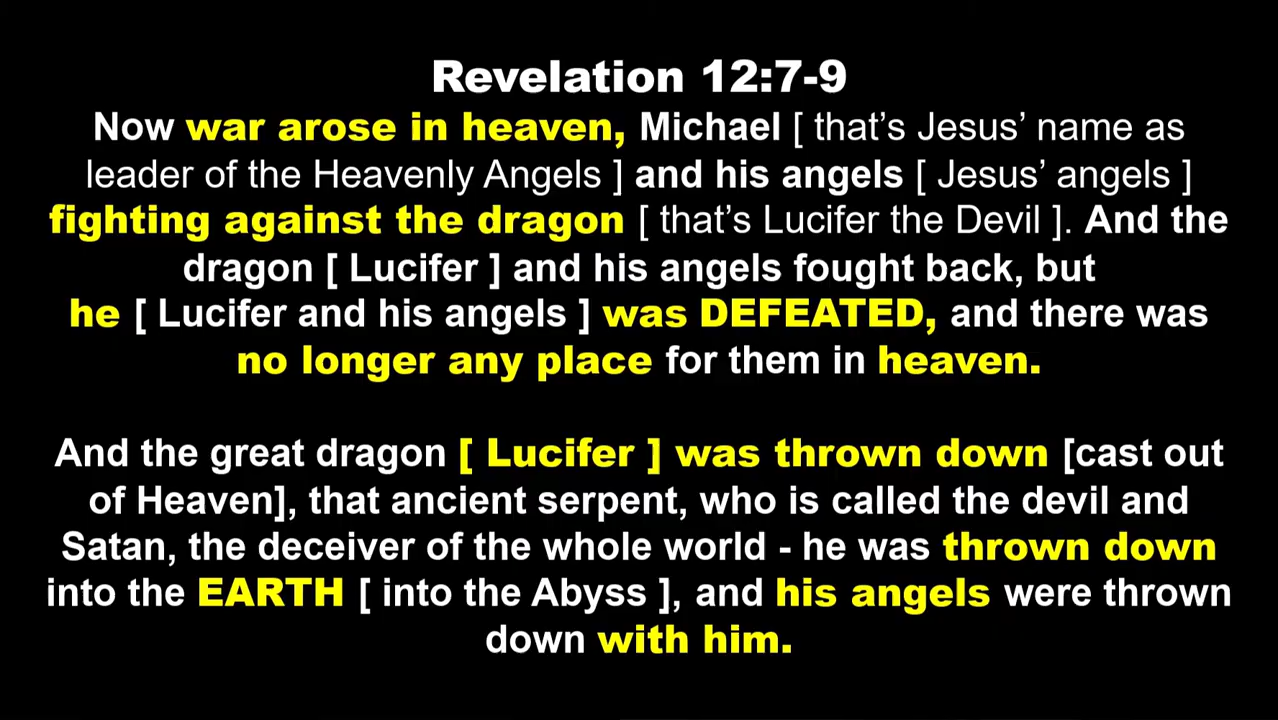 Revelation 12:7-9
Now war arose in heaven, Michael [ that's Jesus' name as
leader of the Heavenly Angels ] and his angels [ Jesus' angels ]
fighting against the dragon [ that's Lucifer the Devil ]. And the
dragon [ Lucifer ] and his angels fought back, but
he [ Lucifer and his angels ] was DEFEATED, and there was
no longer any place for them in heaven.
And the great dragon [ Lucifer ] was thrown down [cast out
of Heaven], that ancient serpent, who is called the devil and
Satan, the deceiver of the whole world - he was thrown down
into the EARTH [ into the Abyss ], and his angels were thrown
down with him.